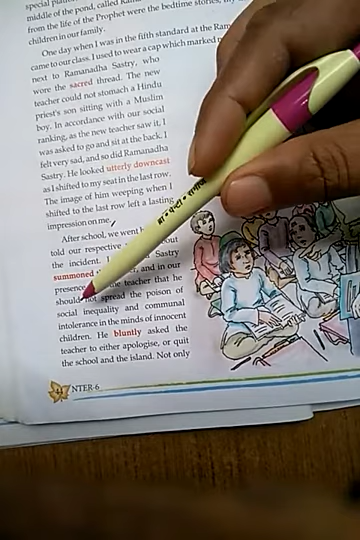 special
middle of the pond, called Ram
from the life of the Prophet were the bedtime stories, my
children in our family.
One day when I was in the fifth standard at the Ram
came to our class. I used to wear a cap which marked m
next to Ramanadha Sastry, who
wore the sacred thread. The new
teacher could not stomach a Hindu
priest's son sitting with a Muslim
boy. In accordance with our social
ranking, as the new teacher saw it, I
was asked to go and sit at the back. I
felt very sad, and so did Ramanadha
Sastry. He looked utterly downcast
as I shifted to my seat in the last row.
The image of him weeping when I
shifted to the last row left a lasting
impression on me.
After school, we went
told our respective
the incident. Sastry
summoned and in our
presence teacher that he
should not spread the poison of
social inequality and communal
intolerance in the minds of innocent
children. He bluntly asked the
teacher to either apologise, or quit
the school and the island. Not only
NTER-6